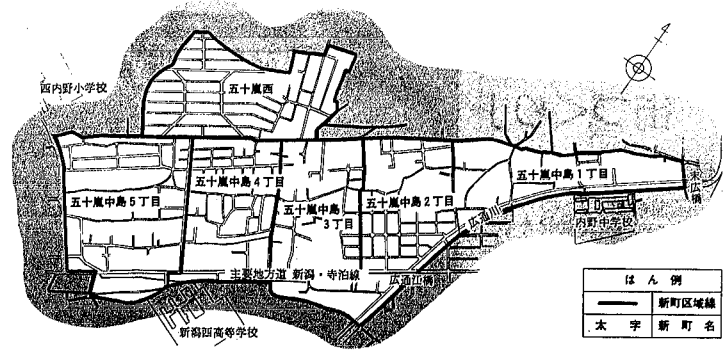 五十嵐西
西内野小学校
五十嵐中島5丁目
五十嵐中島4丁目
五十嵐中島
3丁目
五十嵐中島2丁目
五十嵐中島1丁目
末広橋
広通川
内野中学校
主要地方道 新潟・寺泊線
広通江橋
新潟西高等学校
はん例
新町区域線
太字 新町名